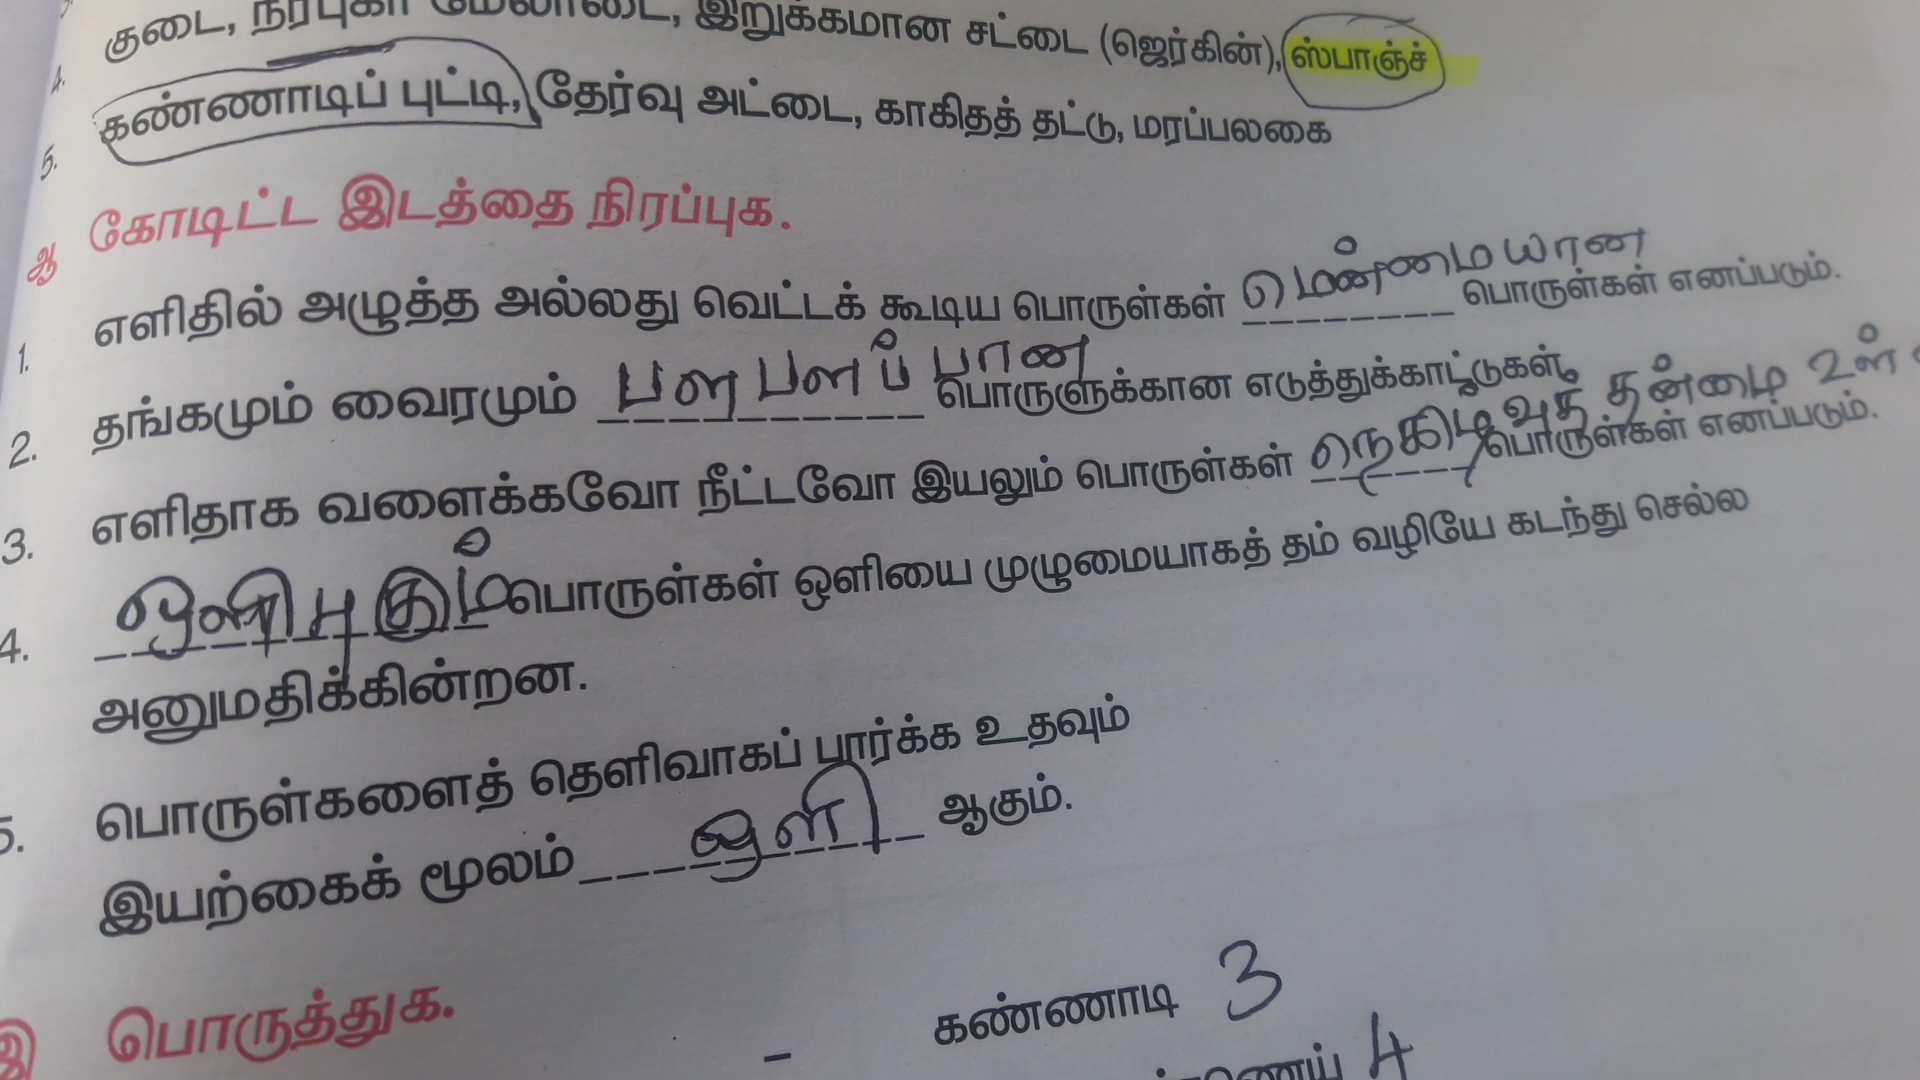 4. குடை, நீர்புகா மேலாடை, இறுக்கமான சட்டை (ஜெர்கின்), ஸ்பாஞ்ச்
5. கண்ணாடிப் புட்டி, தேர்வு அட்டை, காகிதத் தட்டு, மரப்பலகை
ஆ கோடிட்ட இடத்தை நிரப்புக.
1. எளிதில் அழுத்த அல்லது வெட்டக் கூடிய பொருள்கள் மென்மையான பொருள்கள் எனப்படும்.
2. தங்கமும் வைரமும் பளபளப்பான பொருளுக்கான எடுத்துக்காட்டுகள்.
3. எளிதாக வளைக்கவோ நீட்டவோ இயலும் பொருள்கள் நெகிழ்வுத் தன்மை உள்ள பொருள்கள் எனப்படும்.
4. ஒளிபுகும் பொருள்கள் ஒளியை முழுமையாகத் தம் வழியே கடந்து செல்ல
அனுமதிக்கின்றன.
5. பொருள்களைத் தெளிவாகப் பார்க்க உதவும்
இயற்கைக் மூலம் ஒளி ஆகும்.
இ பொருத்துக.
- கண்ணாடி 3
4